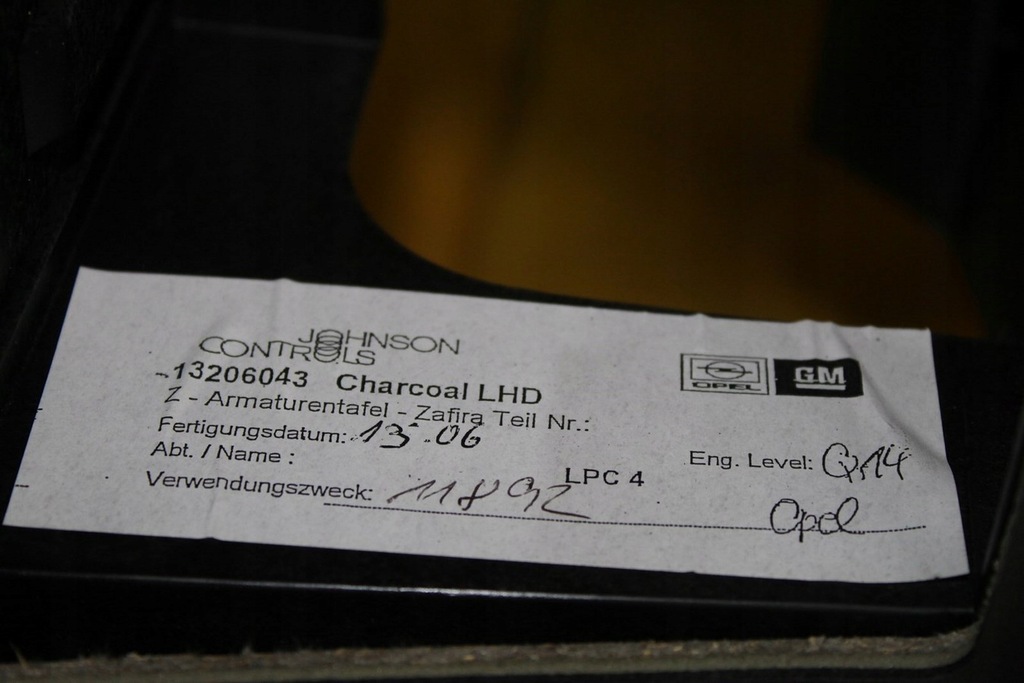 JOHNSON
CONTROLS
OPEL
GM
13206043 Charcoal LHD
Z - Armaturentafel - Zafira Teil Nr.:
Fertigungsdatum: 13.06
Eng. Level: Q14
Abt. / Name :
LPC 4
Verwendungszweck: 11892 Opel